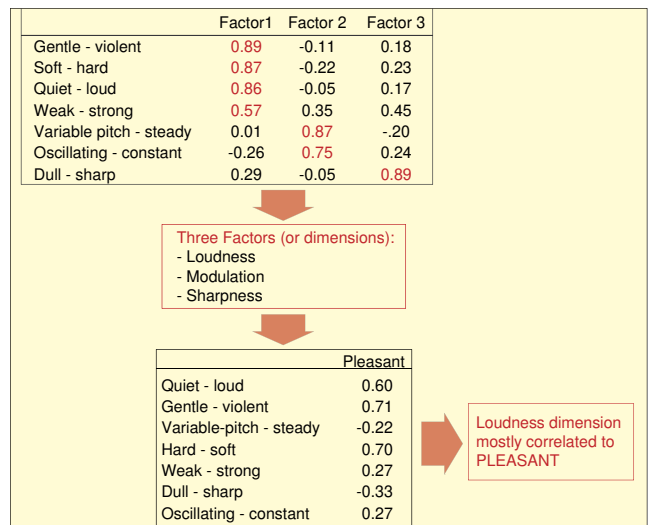 Factor1 Factor 2 Factor 3
Gentle - violent 0.89 -0.11 0.18
Soft - hard 0.87 -0.22 0.23
Quiet - loud 0.86 -0.05 0.17
Weak - strong 0.57 0.35 0.45
Variable pitch - steady 0.01 0.87 -.20
Oscillating - constant -0.26 0.75 0.24
Dull - sharp 0.29 -0.05 0.89
Three Factors (or dimensions):
- Loudness
- Modulation
- Sharpness
Pleasant
Quiet - loud 0.60
Gentle - violent 0.71
Variable-pitch - steady -0.22
Hard - soft 0.70
Weak - strong 0.27
Dull - sharp -0.33
Oscillating - constant 0.27
Loudness dimension
mostly correlated to
PLEASANT